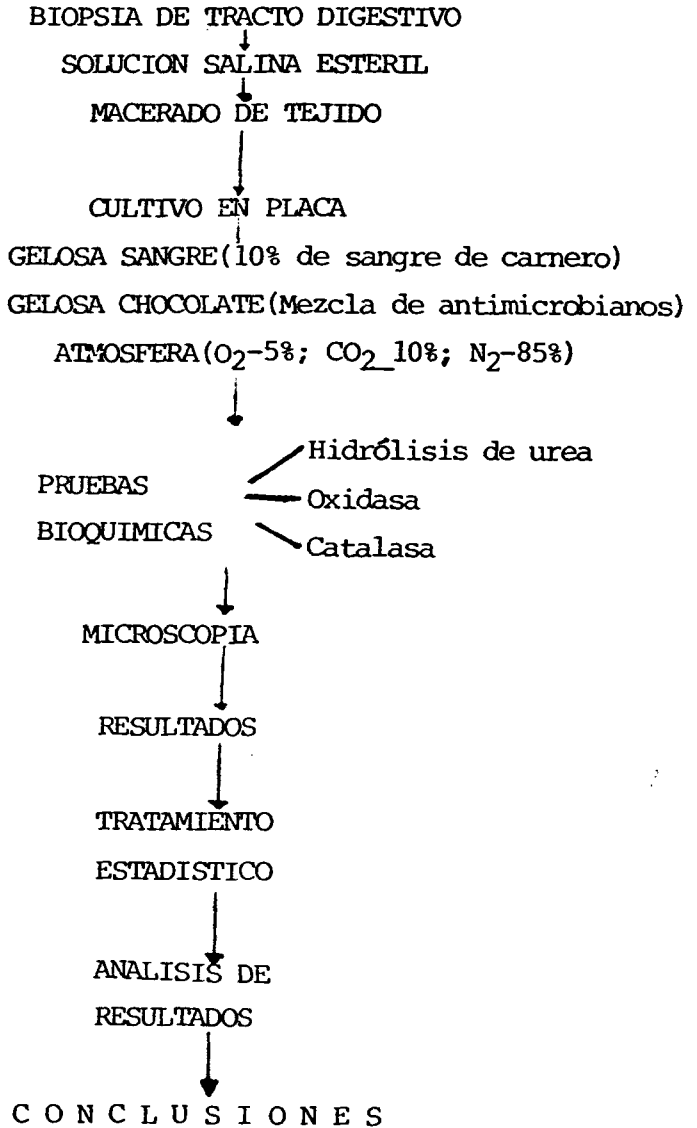 BIOPSIA DE TRACTO DIGESTIVO
SOLUCION SALINA ESTERIL
MACERADO DE TEJIDO
CULTIVO EN PLACA
GELOSA SANGRE(10% de sangre de carnero)
GELOSA CHOCOLATE(Mezcla de antimicrobianos)
ATMOSFERA(O2-5%; CO2_10%; N2-85%)
PRUEBAS
BIOQUIMICAS
Hidrólisis de urea
Oxidasa
Catalasa
MICROSCOPIA
RESULTADOS
TRATAMIENTO
ESTADISTICO
ANALISIS DE
RESULTADOS
C O N C L U S I O N E S